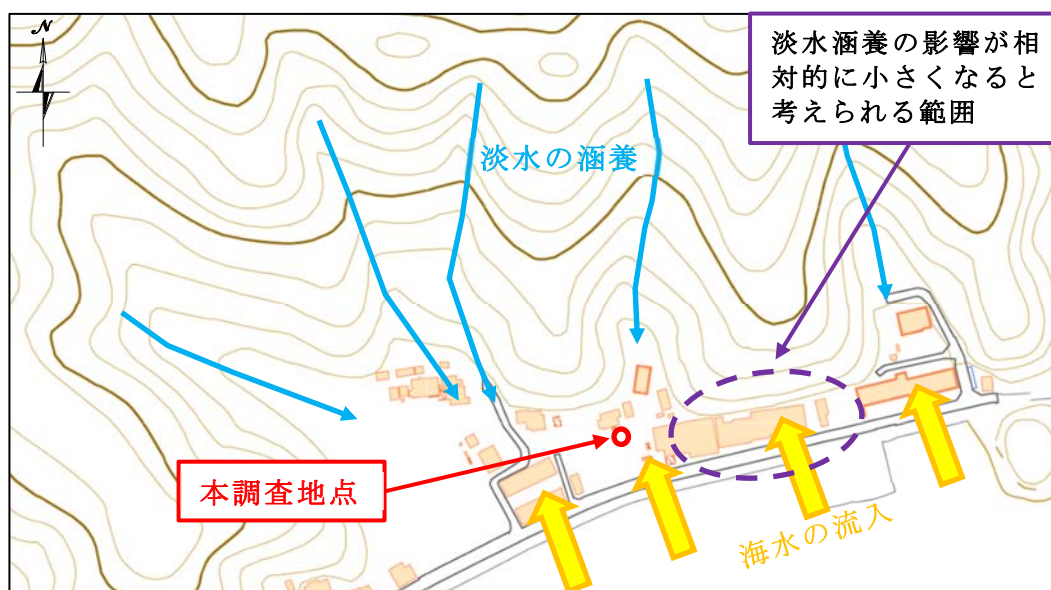 N
淡水涵養の影響が相
対的に小さくなると
考えられる範囲
淡水の涵養
本調査地点
海水の流入